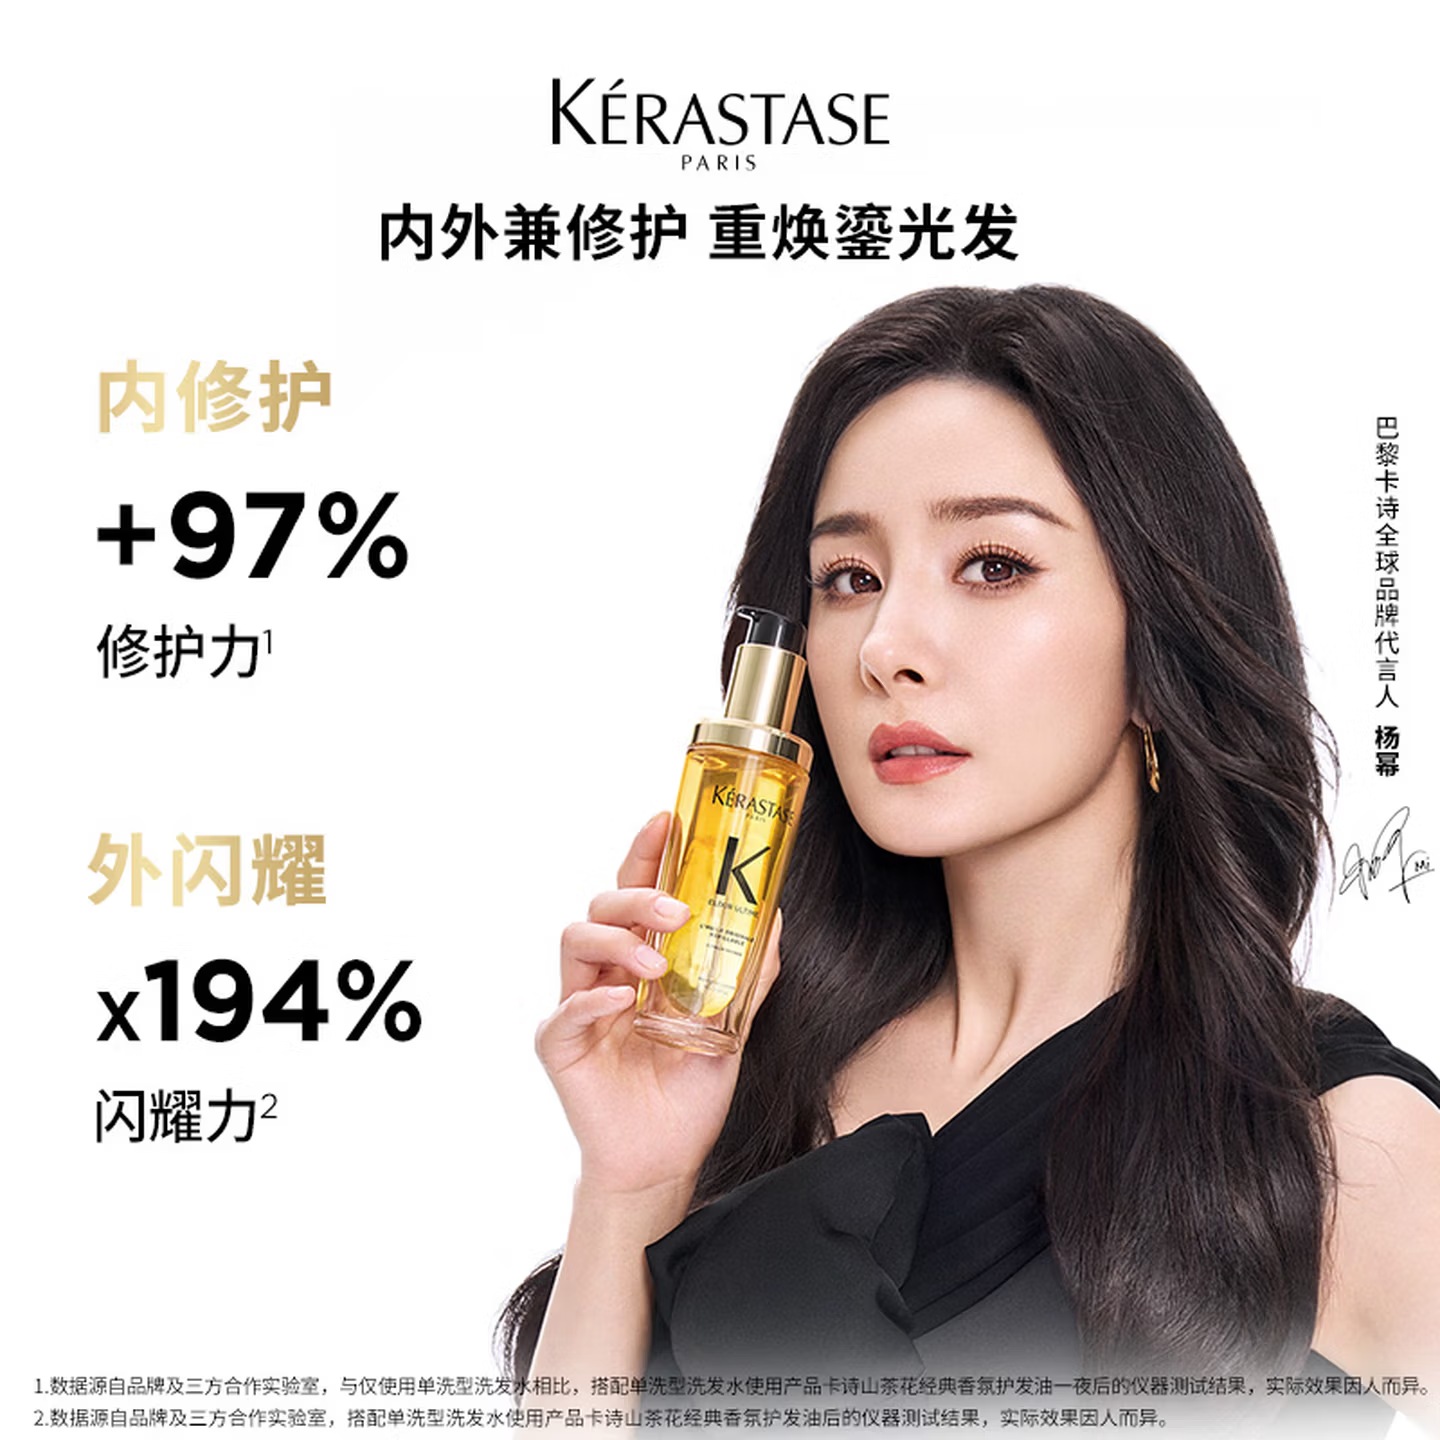 KÉRASTASE
PARIS
内外兼修护 重焕鎏光发
内修护
+97%
修护力1
外闪耀
x194%
闪耀力2
巴黎卡诗全球品牌代言人 杨幂
Mi
KÉRASTASE
PARIS
K
ELIXIR ULTIME
L'HUILE ORIGINALE
REFILLABLE
1.数据源自品牌及三方合作实验室，与仅使用单洗型洗发水相比，搭配单洗型洗发水使用产品卡诗山茶花经典香氛护发油一夜后的仪器测试结果，实际效果因人而异。
2.数据源自品牌及三方合作实验室，搭配单洗型洗发水使用产品卡诗山茶花经典香氛护发油后的仪器测试结果，实际效果因人而异。